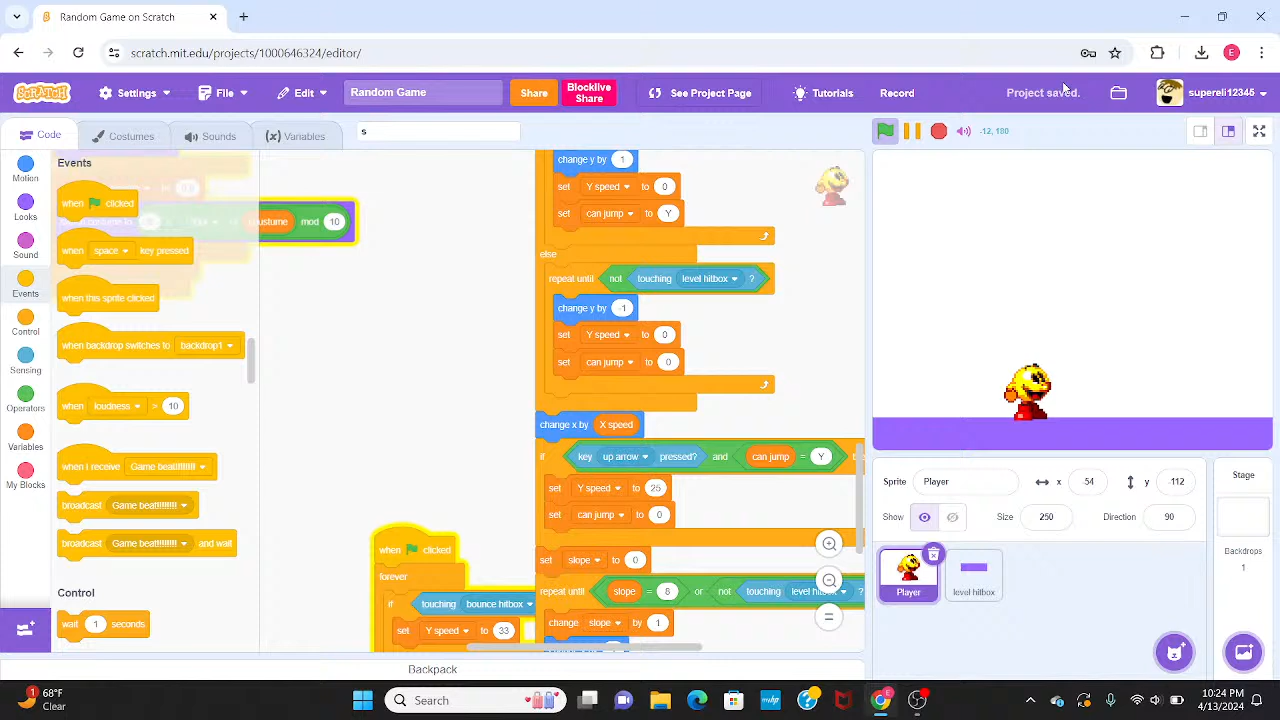 Random Game on Scratch
scratch.mit.edu/projects/1000646324/editor/
E
SCRATCH
Settings
File
Edit
Random Game
Share
Blocklive
Share
See Project Page
Tutorials
Record
Project saved.
supereli12345
Code
Costumes
Sounds
(x) Variables
s
-12, 180
Motion
Looks
Sound
Events
Control
Sensing
Operators
Variables
My Blocks
Events
when clicked
when space key pressed
when this sprite clicked
when backdrop switches to backdrop1
when loudness > 10
when I receive Game beat!!!!!!!!!
broadcast Game beat!!!!!!!!!
broadcast Game beat!!!!!!!!! and wait
Control
wait 1 seconds
mod 10
when clicked
forever
if touching bounce hitbox
set Y speed to 33
change y by 1
set Y speed to 0
set can jump to Y
else
repeat until not touching level hitbox ?
change y by -1
set Y speed to 0
set can jump to 0
change x by X speed
if key up arrow pressed? and can jump = Y
set Y speed to 25
set can jump to 0
set slope to 0
repeat until slope = 8 or not touching level hitbox ?
change slope by 1
Backpack
Sprite Player x -54 y -112
Show Size 250 Direction 90
Player
level hitbox
Stage
Backdrops
1
1
68°F
Clear
Search
10:24 PM
4/13/2024